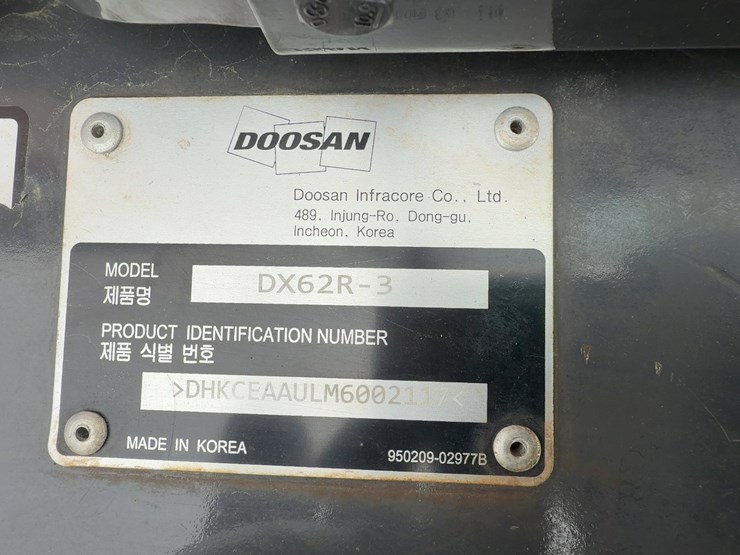 DOOSAN
Doosan Infracore Co., Ltd.
489, Injung-Ro, Dong-gu,
Incheon, Korea
MODEL
제품명
DX62R-3
PRODUCT IDENTIFICATION NUMBER
제품 식별 번호
>DHKCEAAULM6002117<
MADE IN KOREA
950209-02977B